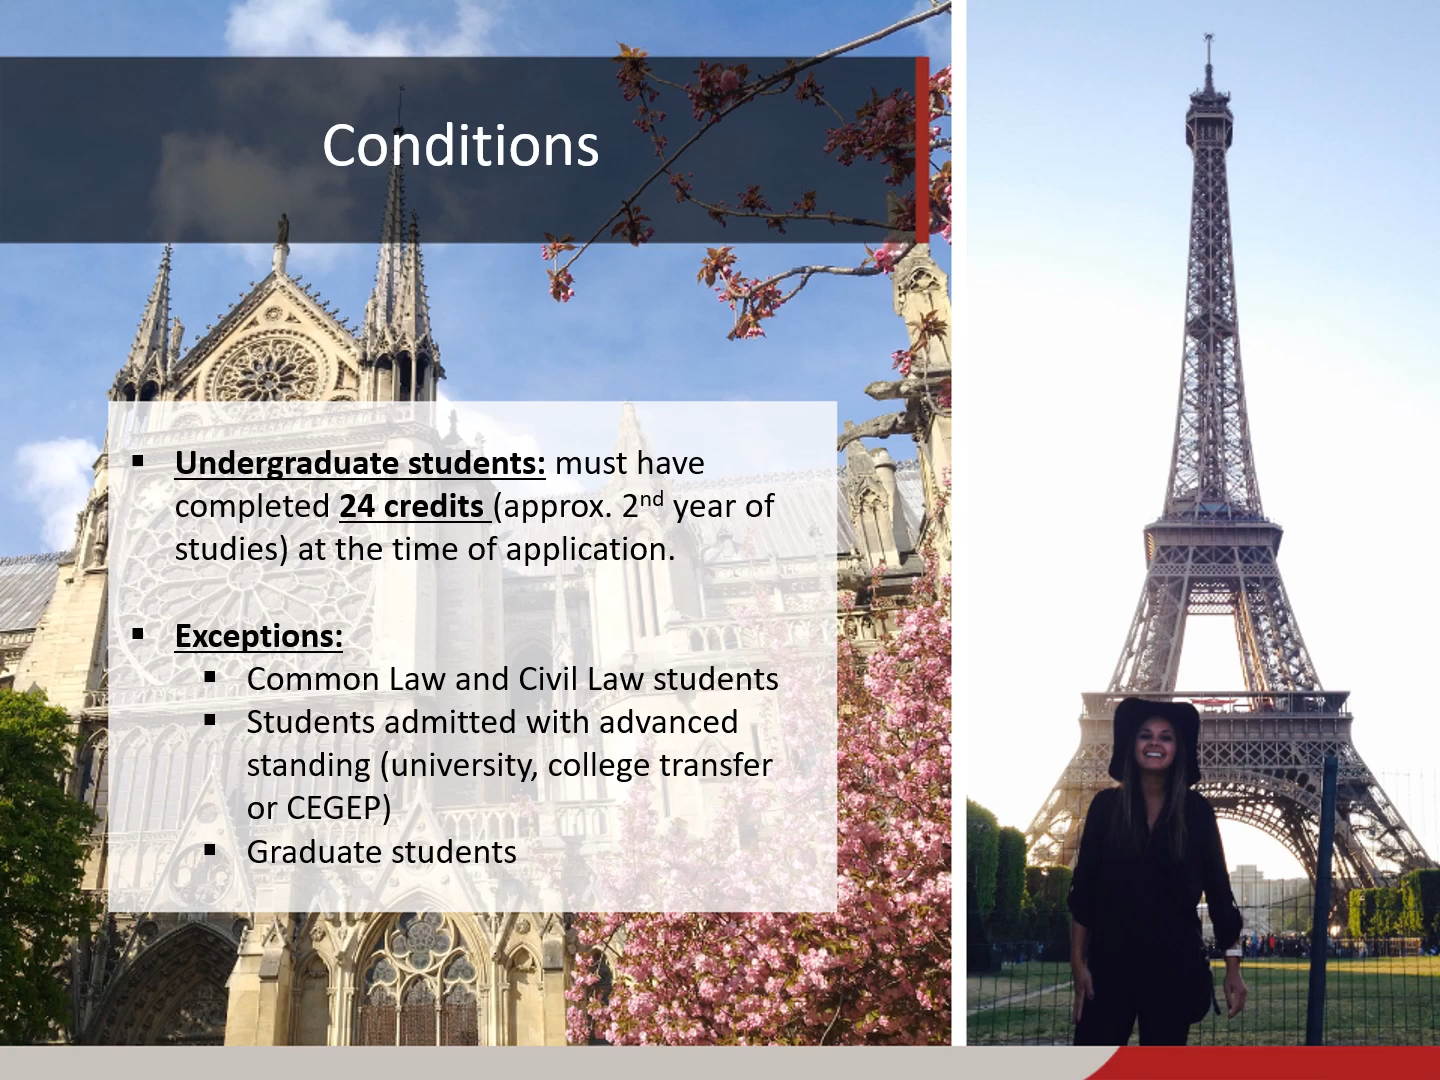 Conditions
▪ Undergraduate students: must have
completed 24 credits (approx. 2nd year of
studies) at the time of application.
▪ Exceptions:
▪ Common Law and Civil Law students
▪ Students admitted with advanced
standing (university, college transfer
or CEGEP)
▪ Graduate students